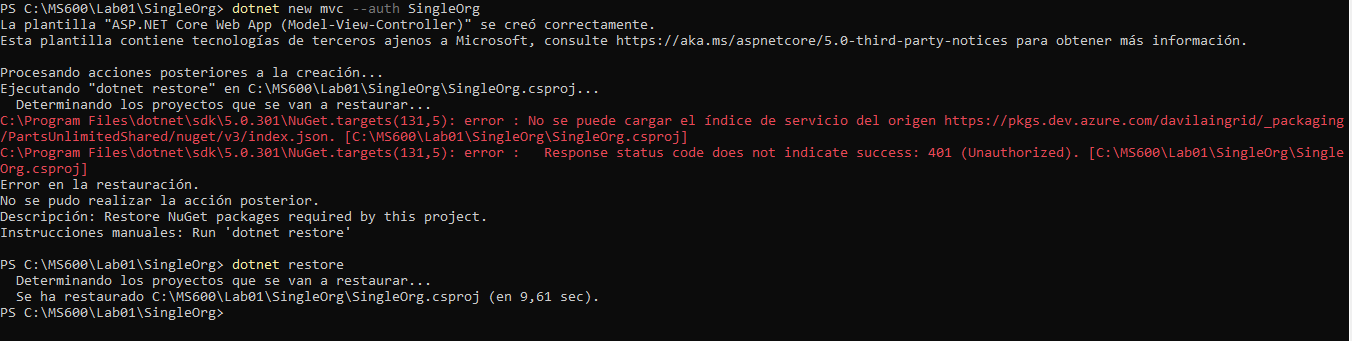 PS C:\MS600\Lab01\SingleOrg> dotnet new mvc --auth SingleOrg
La plantilla "ASP.NET Core Web App (Model-View-Controller)" se creó correctamente.
Esta plantilla contiene tecnologías de terceros ajenos a Microsoft, consulte https://aka.ms/aspnetcore/5.0-third-party-notices para obtener más información.
Procesando acciones posteriores a la creación...
Ejecutando "dotnet restore" en C:\MS600\Lab01\SingleOrg\SingleOrg.csproj...
  Determinando los proyectos que se van a restaurar...
C:\Program Files\dotnet\sdk\5.0.301\NuGet.targets(131,5): error : No se puede cargar el índice de servicio del origen https://pkgs.dev.azure.com/davilaingrid/_packaging
/PartsUnlimitedShared/nuget/v3/index.json. [C:\MS600\Lab01\SingleOrg\SingleOrg.csproj]
C:\Program Files\dotnet\sdk\5.0.301\NuGet.targets(131,5): error :   Response status code does not indicate success: 401 (Unauthorized). [C:\MS600\Lab01\SingleOrg\Single
Org.csproj]
Error en la restauración.
No se pudo realizar la acción posterior.
Descripción: Restore NuGet packages required by this project.
Instrucciones manuales: Run 'dotnet restore'
PS C:\MS600\Lab01\SingleOrg> dotnet restore
  Determinando los proyectos que se van a restaurar...
  Se ha restaurado C:\MS600\Lab01\SingleOrg\SingleOrg.csproj (en 9,61 sec).
PS C:\MS600\Lab01\SingleOrg>